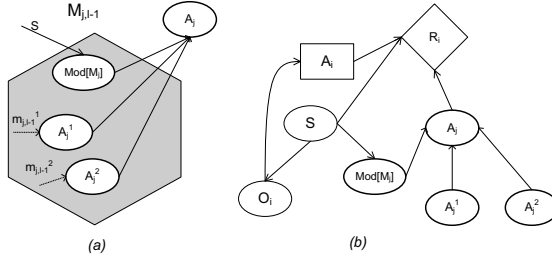 M_{j,l-1}
A_j
S
Mod[M_j]
m_{j,l-1}^1
A_j^1
m_{j,l-1}^2
A_j^2
(a)
R_i
A_i
S
A_j
Mod[M_j]
O_i
A_j^1
A_j^2
(b)